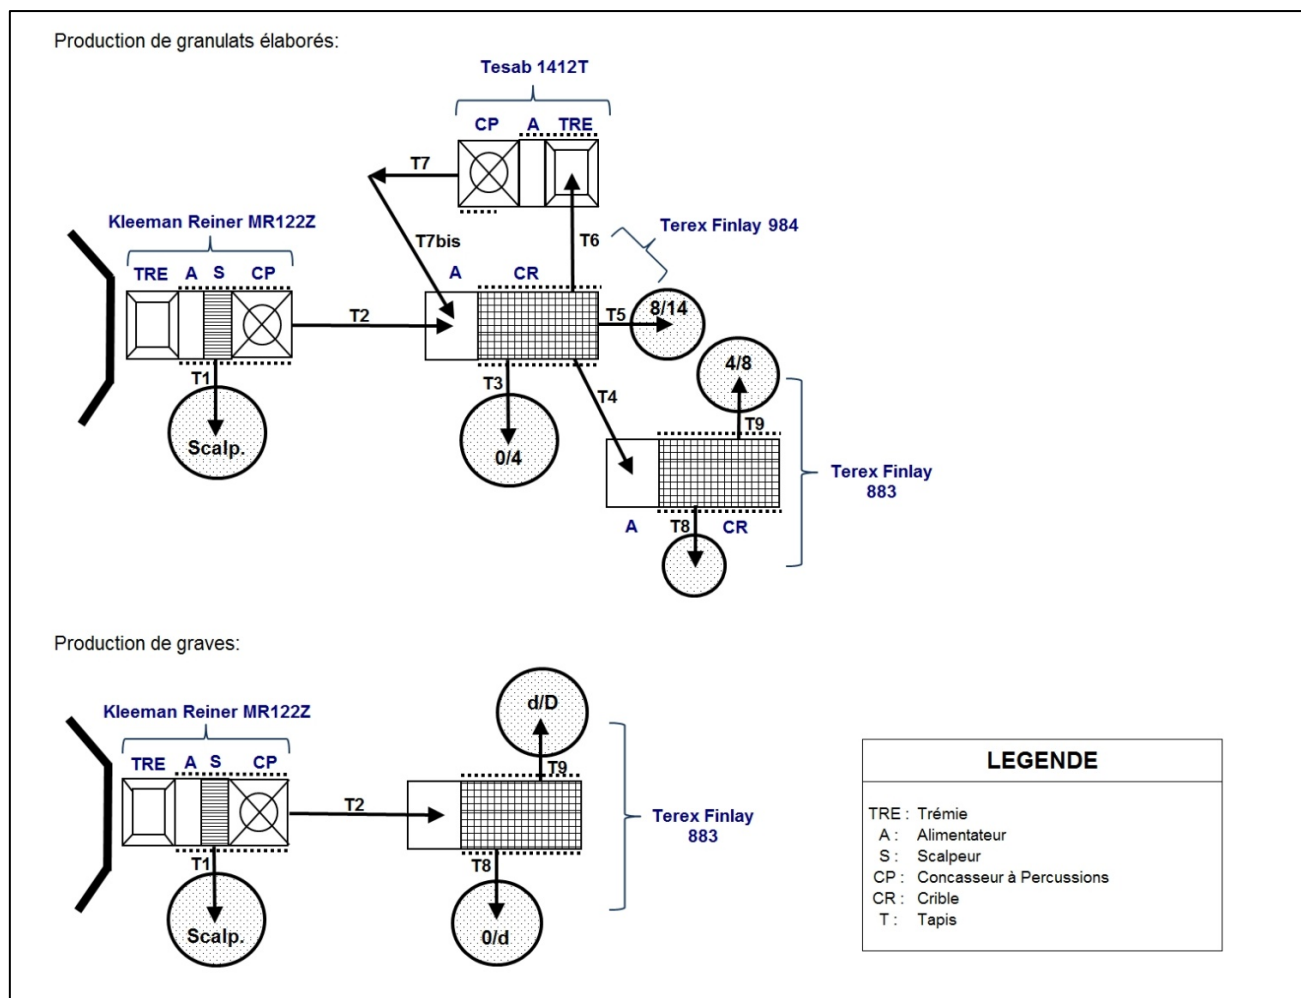 Production de granulats élaborés:
Tesab 1412T
CP A TRE
T7
Kleeman Reiner MR122Z
Terex Finlay 984
T7bis
T6
TRE A S CP
A CR
T2
T5
8/14
T1
T3
T4
4/8
T9
Scalp.
0/4
Terex Finlay
883
A T8 CR
Production de graves:
Kleeman Reiner MR122Z
d/D
TRE A S CP
T9
T2
Terex Finlay
883
T1
T8
Scalp.
0/d
LEGENDE
TRE : Trémie
A : Alimentateur
S : Scalpeur
CP : Concasseur à Percussions
CR : Crible
T : Tapis